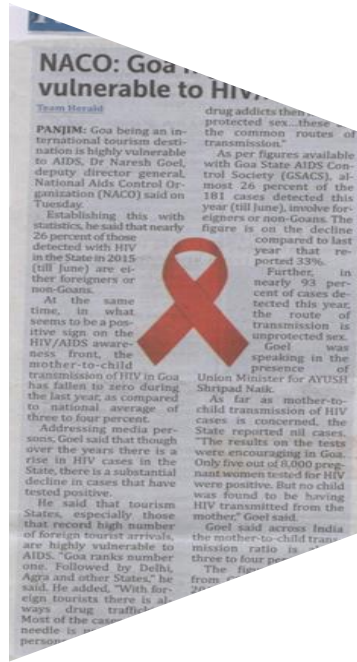 NACO: Goa
vulnerable to HIV
Team Herald
PANJIM: Goa being an in-
ternational tourism desti-
nation is highly vulnerable
to AIDS, Dr Naresh Goel,
deputy director general,
National Aids Control Or-
ganization (NACO) said on
Tuesday.
Establishing this with
statistics, he said that nearly
26 percent of those
detected with HIV
in the State in 2015
(till June) are ei-
ther foreigners or
non-Goans.
At the same
time, in what
seems to be a pos-
itive sign on the
HIV/AIDS aware-
ness front, the
mother-to-child
transmission of HIV in Goa
has fallen to zero during
the last year, as compared
to national average of
three to four percent.
Addressing media per-
sons, Goel said that though
over the years there is a
rise in HIV cases in the
State, there is a substantial
decline in cases that have
tested positive.
He said that tourism
States, especially those
that record high number
of foreign tourist arrivals,
are highly vulnerable to
AIDS. "Goa ranks number
one. Followed by Delhi,
Agra and other States," he
said. He added, "With for-
eign tourists there is al-
ways drug
Most of the
needle is
drug addicts then
protected sex...these
the common routes of
transmission."
As per figures available
with Goa State AIDS Con-
trol Society (GSACS), al-
most 26 percent of the
181 cases detected this
year (till June), involve for-
eigners or non-Goans. The
figure is on the decline
compared to last
year that re-
ported 33%.
Further, in
nearly 93 per-
cent of cases de-
tected this year,
the route of
transmission is
unprotected sex.
Goel was
speaking in the
presence of
Union Minister for AYUSH
Shripad Naik.
As far as mother-to-
child transmission of HIV
cases is concerned, the
State reported nil cases.
"The results on the tests
were encouraging in Goa.
Only five out of 8,000 preg-
nant women tested for HIV
were positive. But no child
was found to be having
HIV transmitted from the
mother," Goel said.
Goel said across India
the mother-to-child trans-
mission ratio is
three to four
The
from